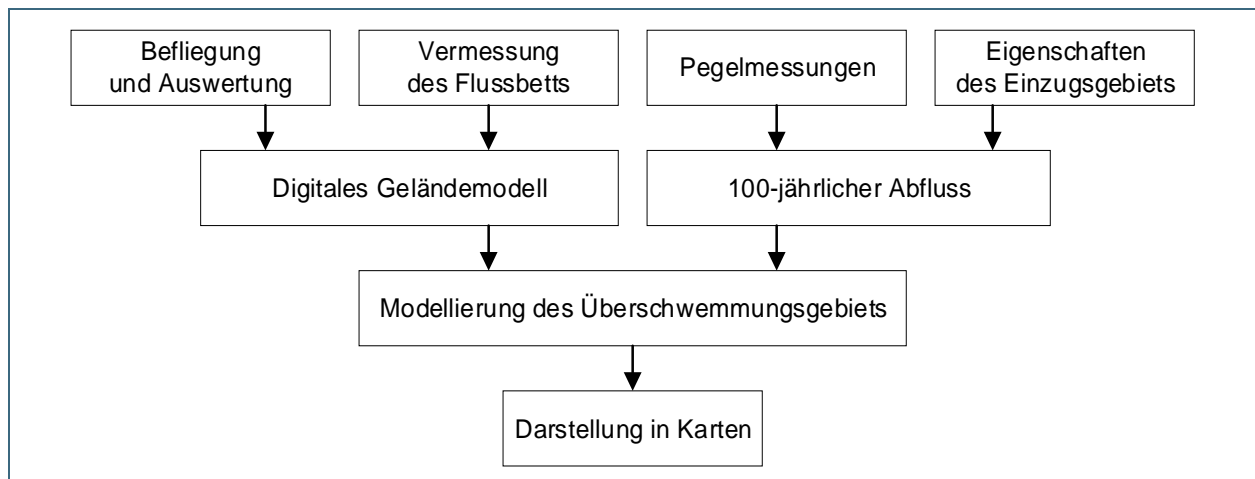 Befliegung
und Auswertung
Vermessung
des Flussbetts
Pegelmessungen
Eigenschaften
des Einzugsgebiets
Digitales Geländemodell
100-jährlicher Abfluss
Modellierung des Überschwemmungsgebiets
Darstellung in Karten